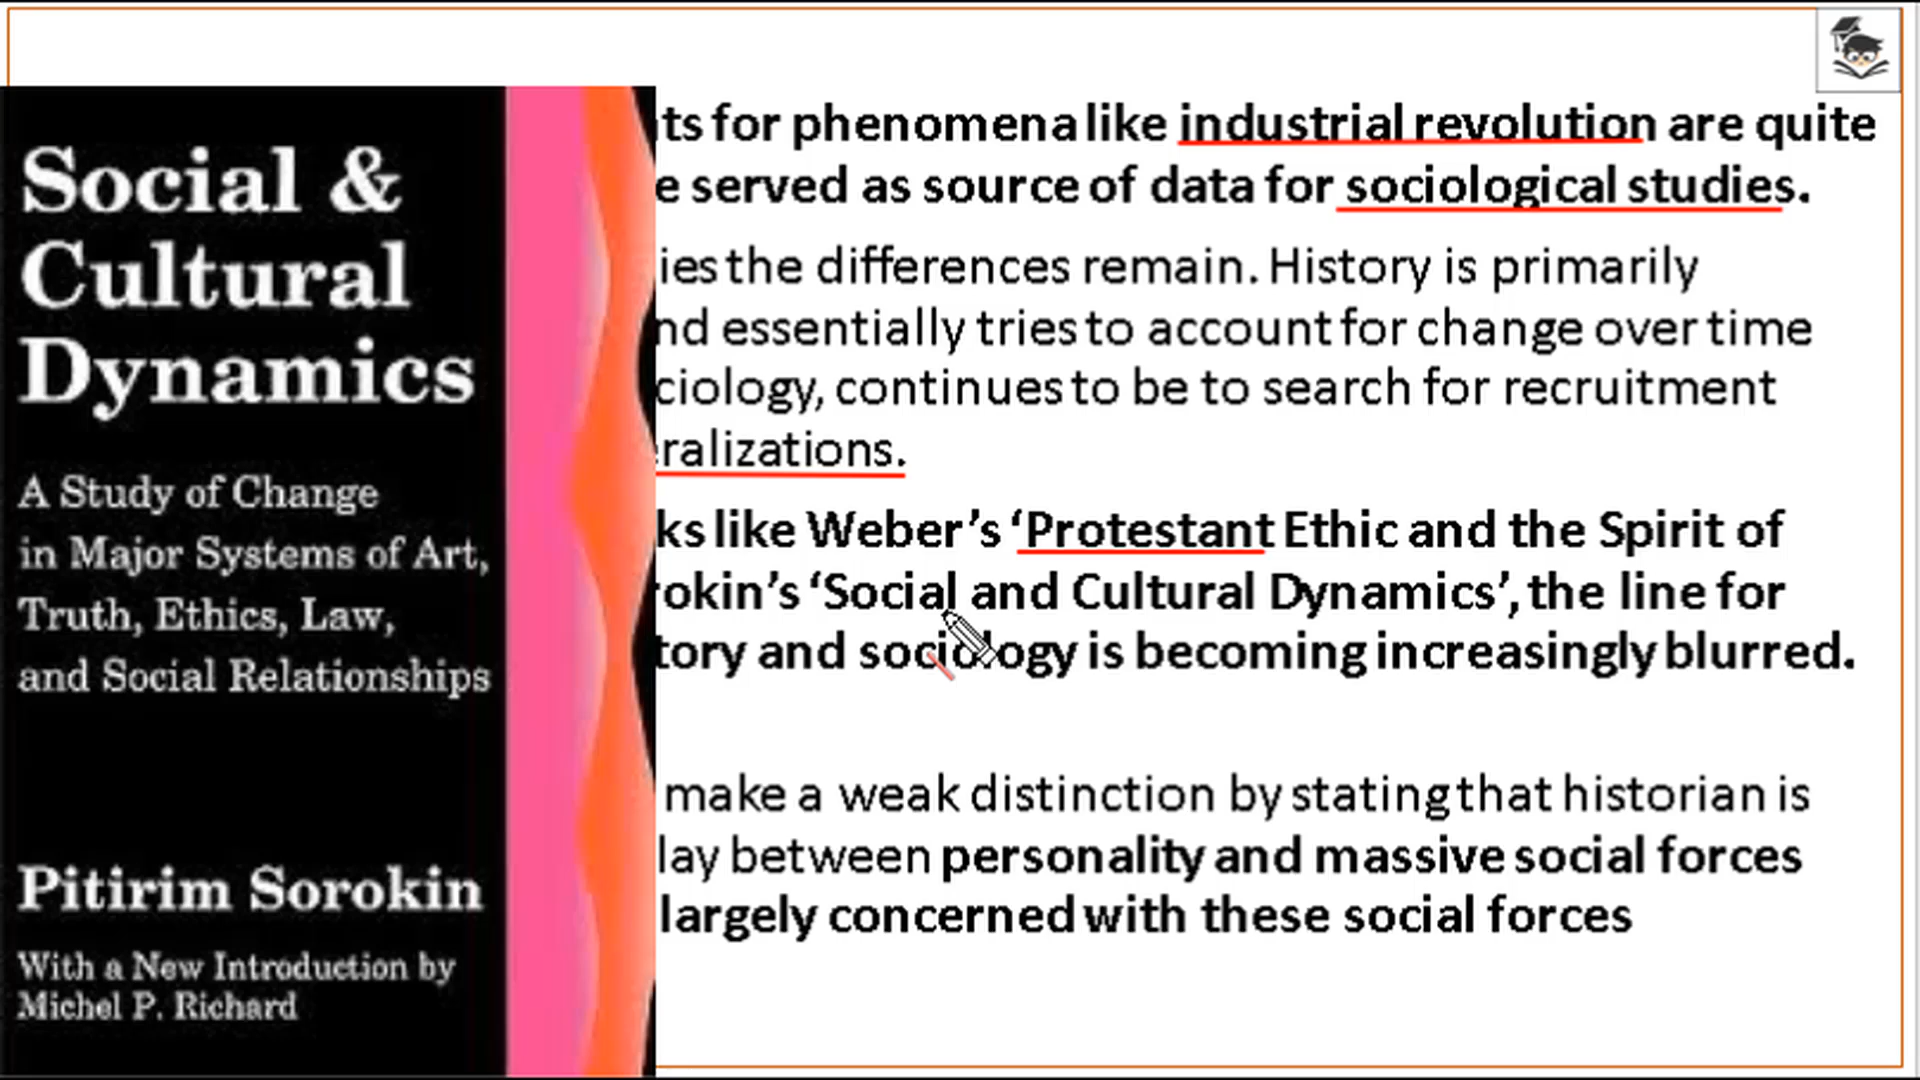 Social &
Cultural
Dynamics
A Study of Change
in Major Systems of Art,
Truth, Ethics, Law,
and Social Relationships
Pitirim Sorokin
With a New Introduction by
Michel P. Richard
ts for phenomena like industrial revolution are quite
e served as source of data for sociological studies.
ies the differences remain. History is primarily
nd essentially tries to account for change over time
ciology, continues to be to search for recruitment
ralizations.
ks like Weber's ‘Protestant Ethic and the Spirit of
okin's ‘Social and Cultural Dynamics’, the line for
tory and sociology is becoming increasingly blurred.
make a weak distinction by stating that historian is
lay between personality and massive social forces
largely concerned with these social forces